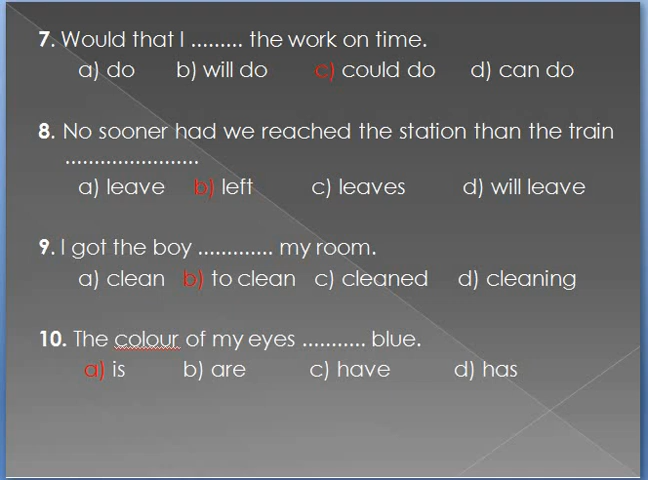 7. Would that I ......... the work on time.
a) do b) will do c) could do d) can do
8. No sooner had we reached the station than the train
.......................
a) leave b) left c) leaves d) will leave
9. I got the boy ............. my room.
a) clean b) to clean c) cleaned d) cleaning
10. The colour of my eyes ........... blue.
a) is b) are c) have d) has